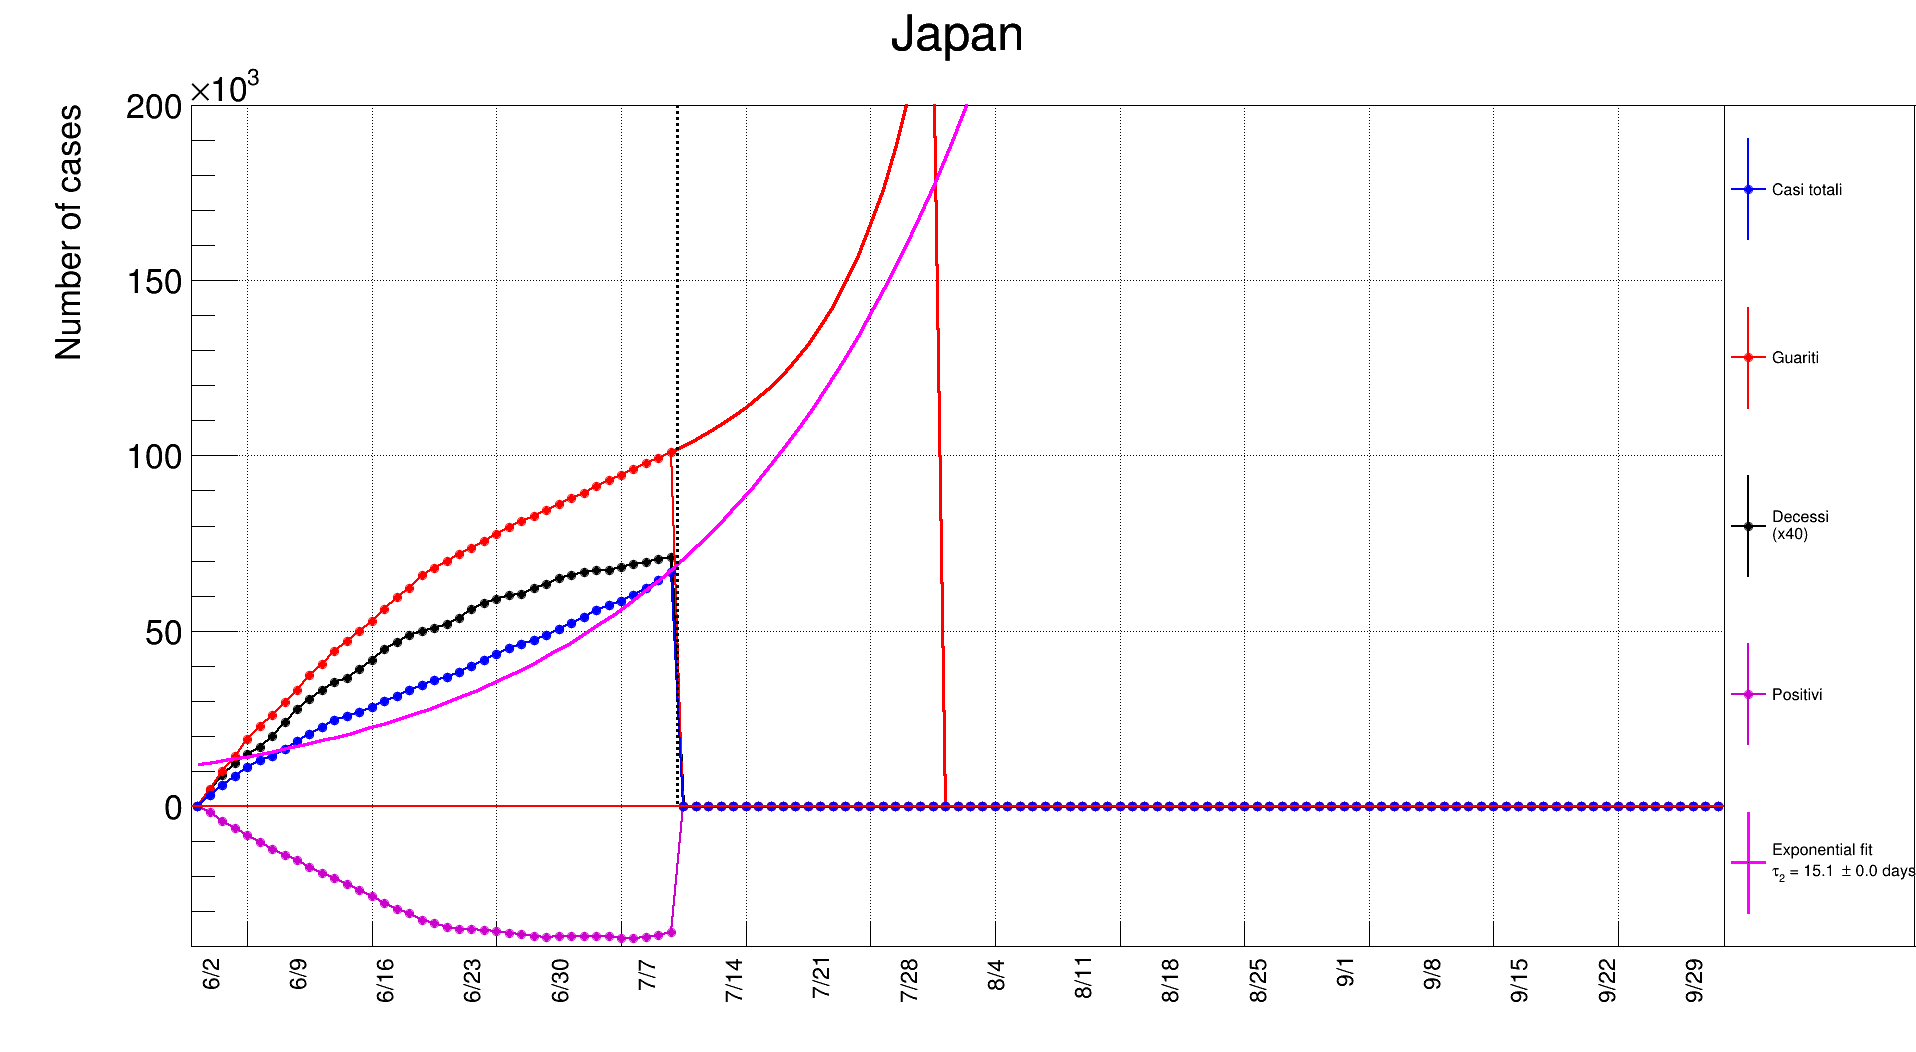 Japan
×10³
Number of cases
200
150
100
50
0
6/2
6/9
6/16
6/23
6/30
7/7
7/14
7/21
7/28
8/4
8/11
8/18
8/25
9/1
9/8
9/15
9/22
9/29
Casi totali
Guariti
Decessi
(x40)
Positivi
Exponential fit
τ₂ = 15.1 ± 0.0 days